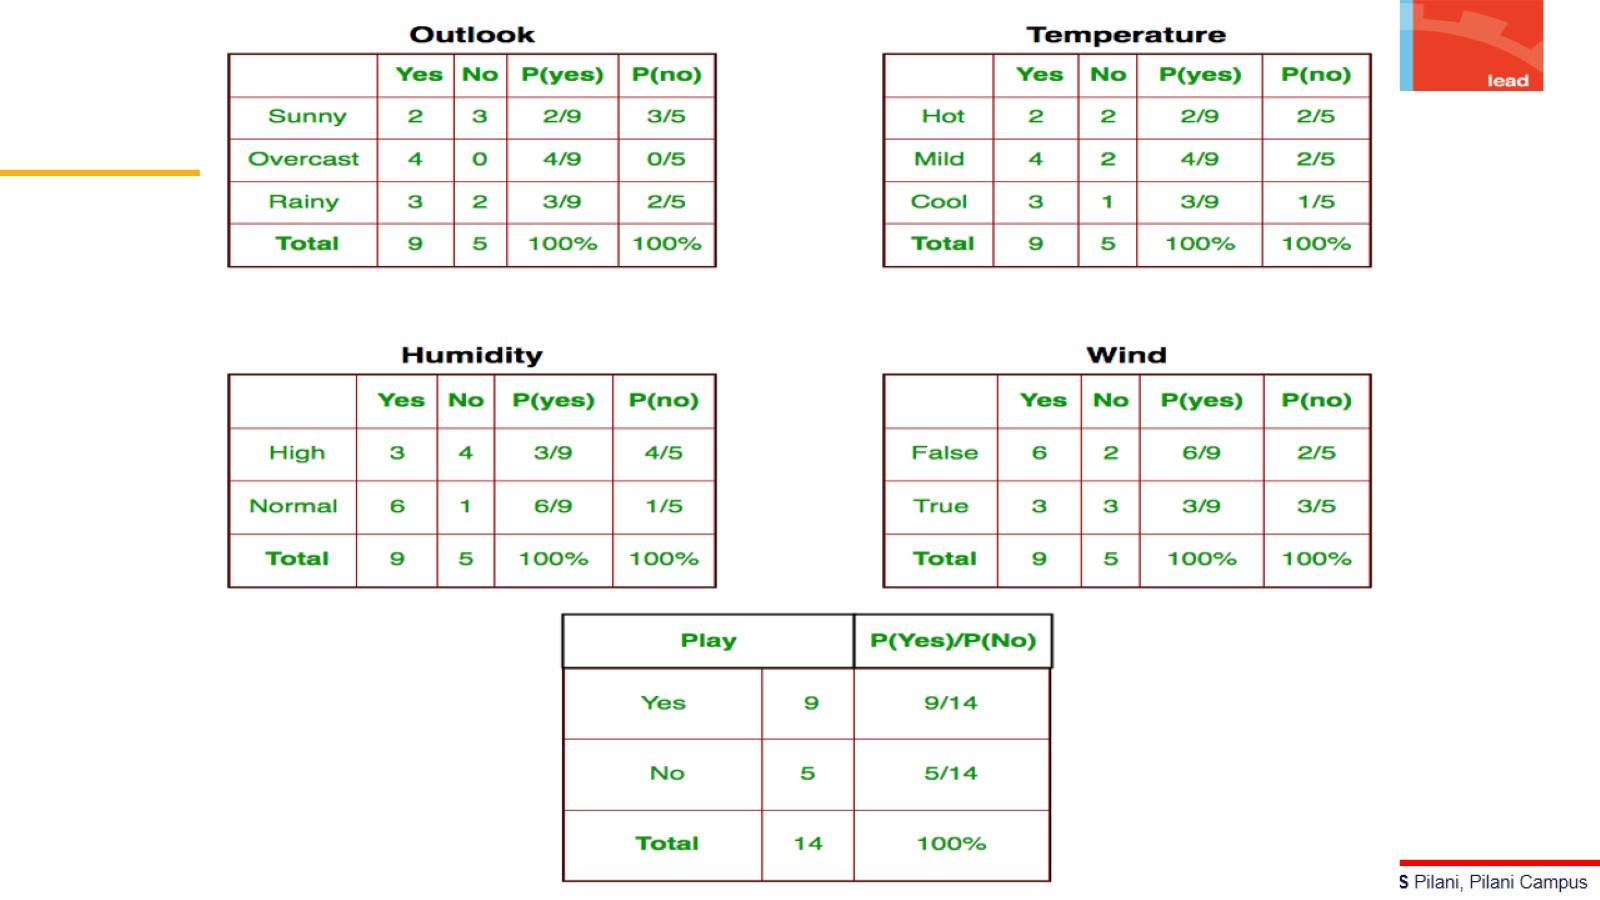 Outlook
Yes No P(yes) P(no)
Sunny 2 3 2/9 3/5
Overcast 4 0 4/9 0/5
Rainy 3 2 3/9 2/5
Total 9 5 100% 100%
Temperature
Yes No P(yes) P(no)
Hot 2 2 2/9 2/5
Mild 4 2 4/9 2/5
Cool 3 1 3/9 1/5
Total 9 5 100% 100%
lead
Humidity
Yes No P(yes) P(no)
High 3 4 3/9 4/5
Normal 6 1 6/9 1/5
Total 9 5 100% 100%
Wind
Yes No P(yes) P(no)
False 6 2 6/9 2/5
True 3 3 3/9 3/5
Total 9 5 100% 100%
Play P(Yes)/P(No)
Yes 9 9/14
No 5 5/14
Total 14 100%
S Pilani, Pilani Campus